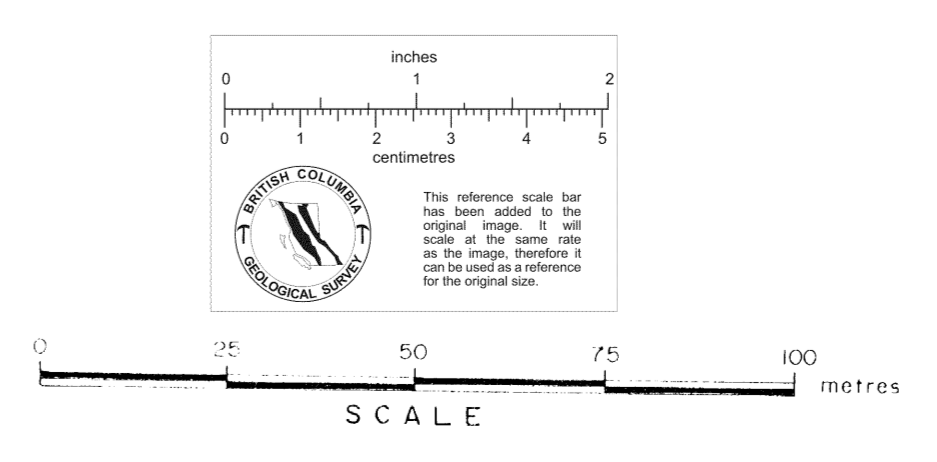 inches
0 1 2
0 1 2 3 4 5
centimetres
BRITISH COLUMBIA
GEOLOGICAL SURVEY
This reference scale bar
has been added to the
original image. It will
scale at the same rate
as the image, therefore it
can be used as a reference
for the original size.
0 25 50 75 100
metres
SCALE